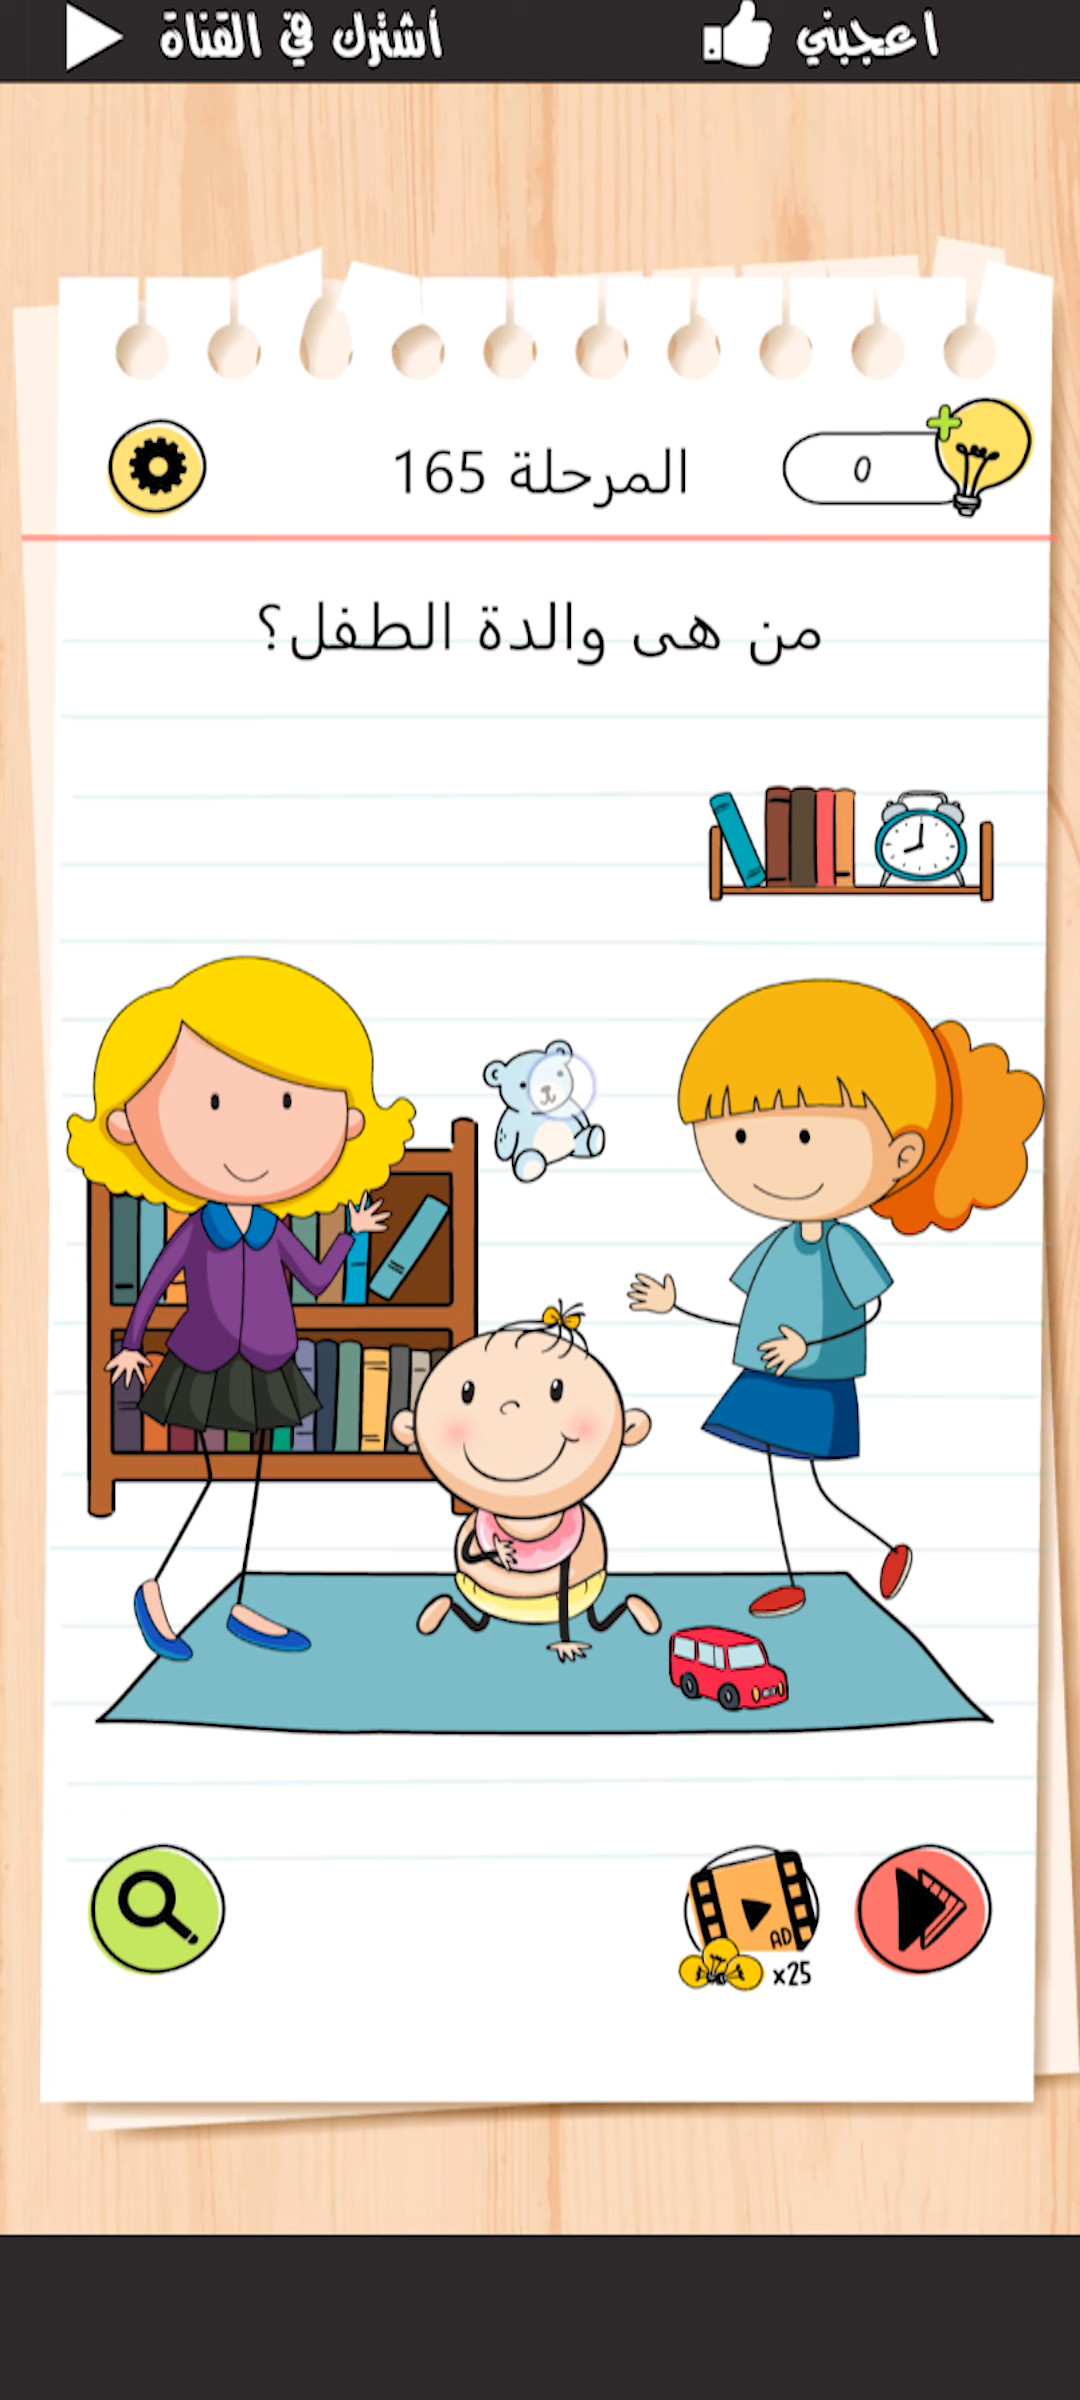 اعجبني
أشترك في القناة
المرحلة 165
0
من هى والدة الطفل؟
AD
x25